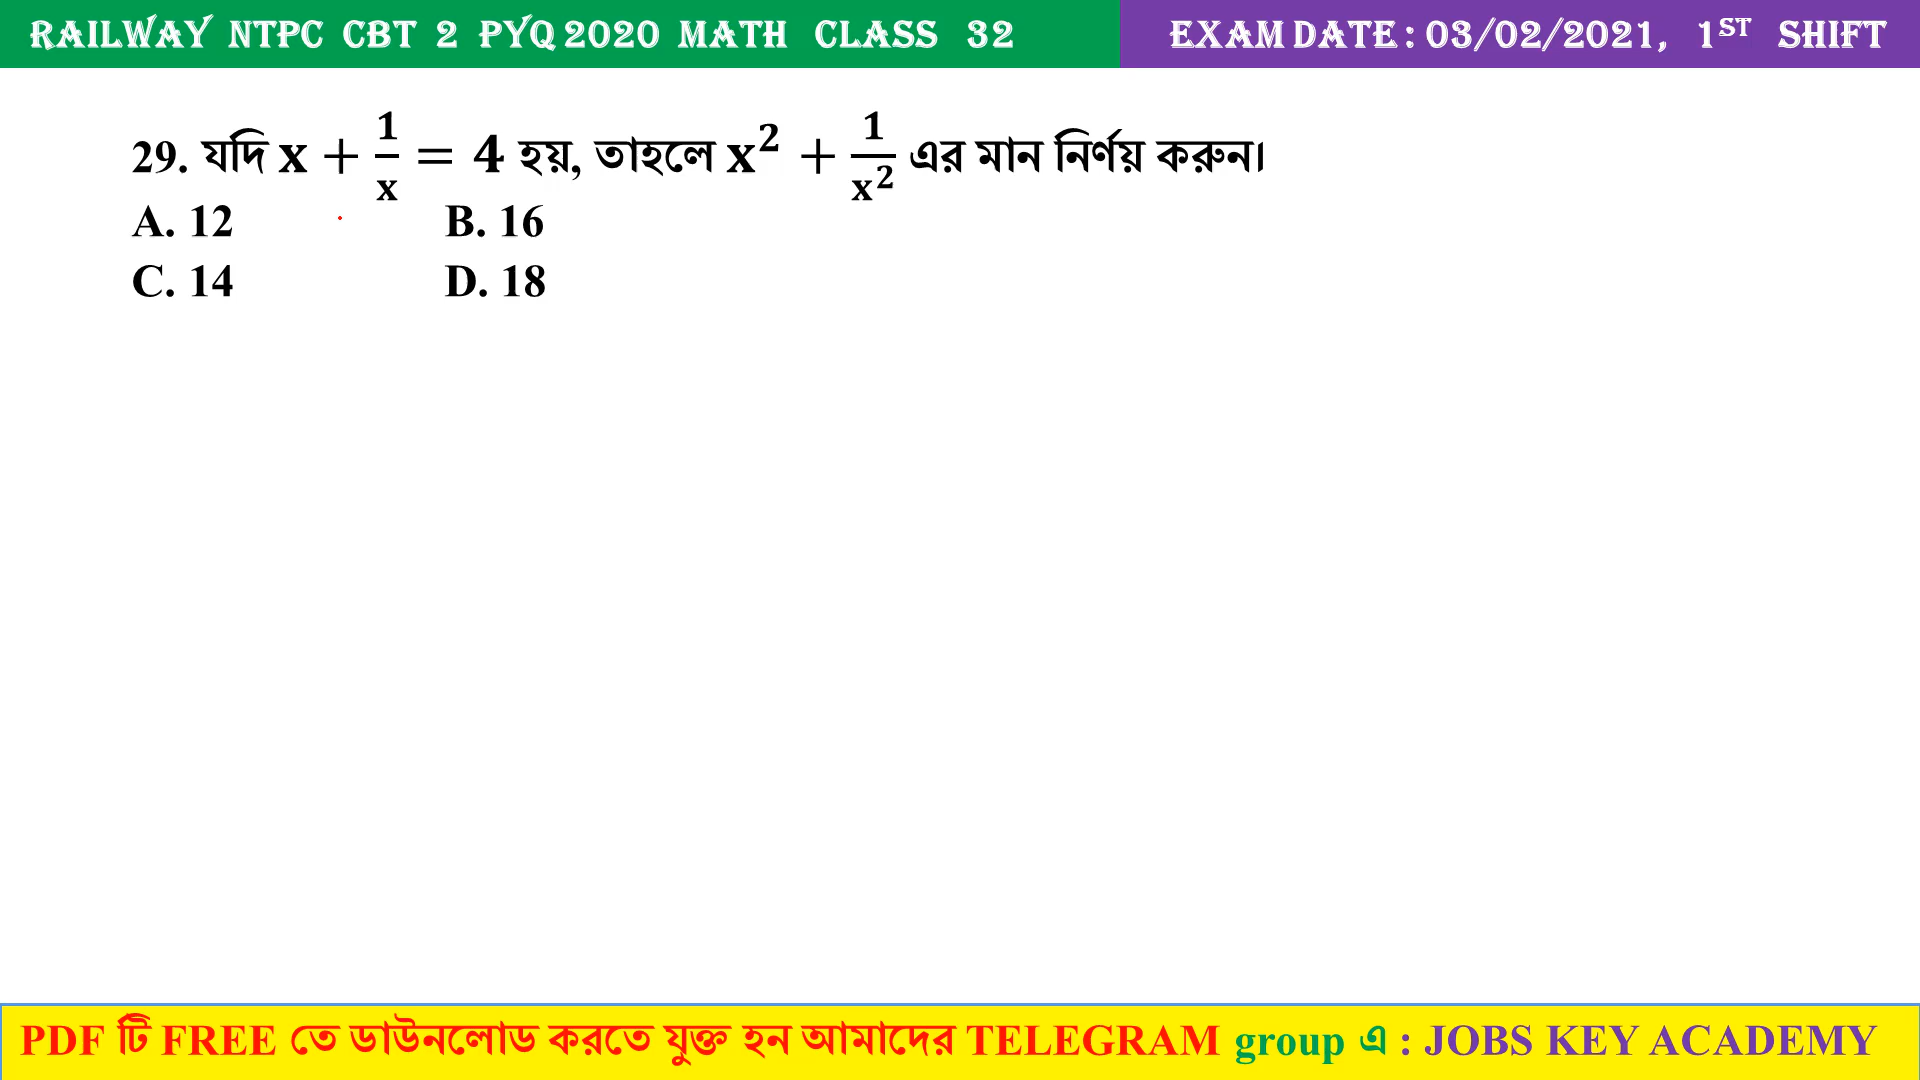 RAILWAY NTPC CBT 2 PYQ 2020 MATH CLASS 32 EXAM DATE : 03/02/2021, 1ST SHIFT
29. যদি x + 1/x = 4 হয়, তাহলে x² + 1/x² এর মান নির্ণয় করুন।
A. 12 B. 16
C. 14 D. 18
PDF টি FREE তে ডাউনলোড করতে যুক্ত হন আমাদের TELEGRAM group এ : JOBS KEY ACADEMY